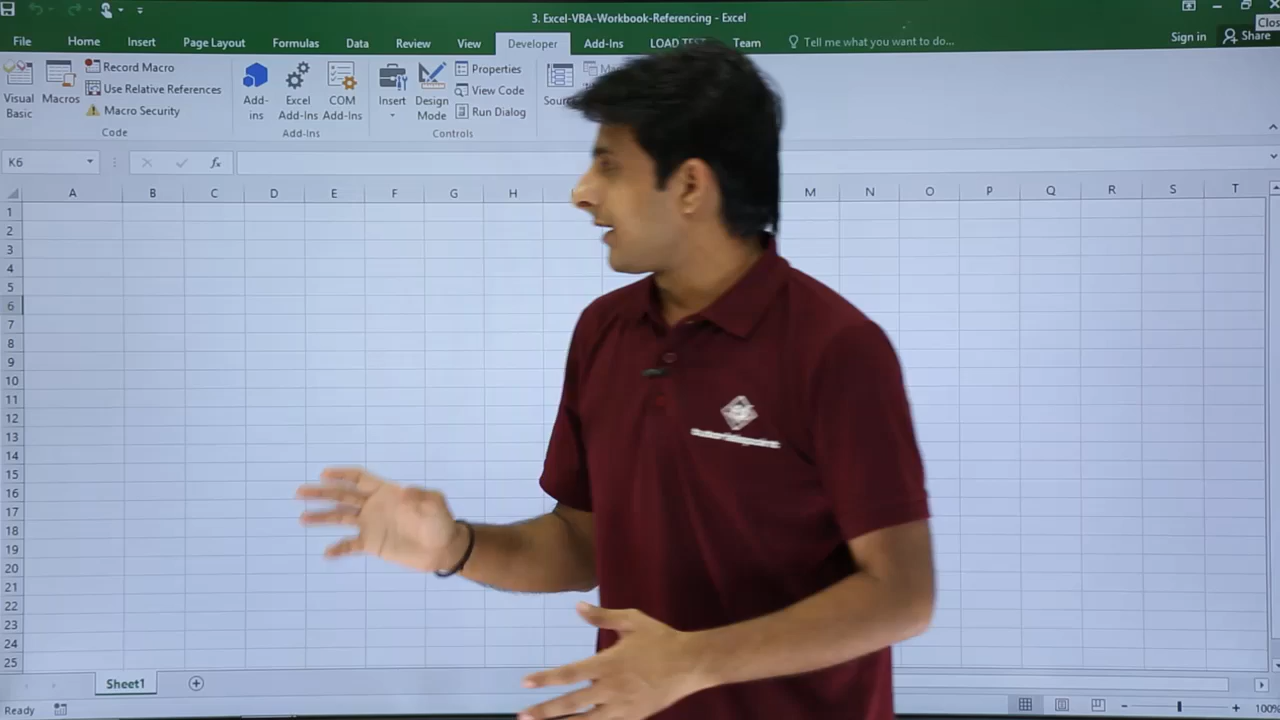 3. Excel-VBA-Workbook-Referencing - Excel
Clos
File Home Insert Page Layout Formulas Data Review View Developer Add-Ins LOAD TEST Team Tell me what you want to do... Sign in Share
Visual Basic
Macros
Record Macro
Use Relative References
Macro Security
Code
Add-ins
Excel Add-Ins
COM Add-Ins
Add-Ins
Insert
Design Mode
Properties
View Code
Run Dialog
Controls
K6
fx
A B C D E F G H M N O P Q R S T
1
2
3
4
5
6
7
8
9
10
11
12
13
14
15
16
17
18
19
20
21
22
23
24
25
Sheet1
Ready
100%